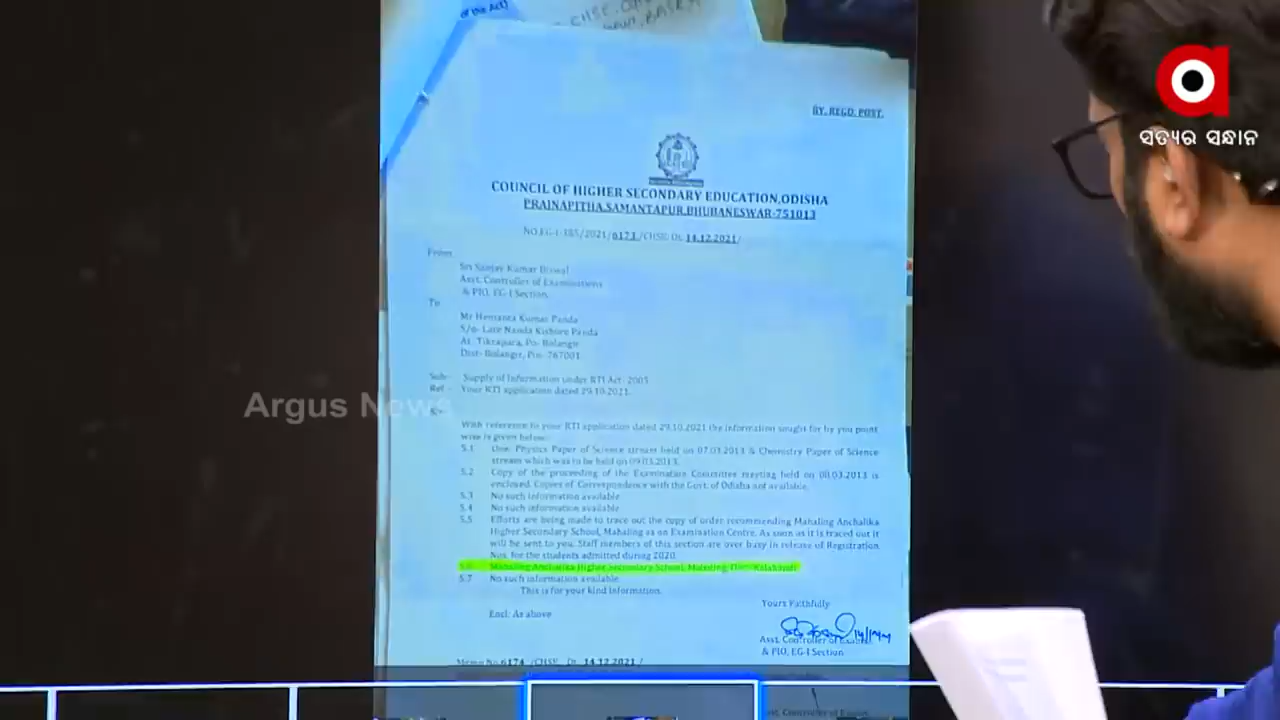 BY. REGD. POST.
ସତ୍ୟର ସନ୍ଧାନ
COUNCIL OF HIGHER SECONDARY EDUCATION,ODISHA
PRAJNAPITHA,SAMANTAPUR,BHUBANESWAR-751013
NO.EG-I-185/2021/6173/CHSE, Dt. 14.12.2021/
From
Sri Sanjay Kumar Biswal
Asst. Controller of Examinations
& PIO, EG-I Section.
To
Mr Hemanta Kumar Panda
S/o- Late Nanda Kishore Panda
At: Tikrapara, Po- Bolangir
Dist- Bolangir, Pin- 767001
Sub:- Supply of Information under RTI Act- 2005
Ref:- Your RTI application dated 29.10.2021.
Argus News
With reference to your RTI application dated 29.10.2021 the information sought for by you point
wise is given below:
5.1 One Physics Paper of Science stream held on 07.03.2013 & Chemistry Paper of Science
stream which was to be held on 09.03.2013.
5.2 Copy of the proceeding of the Examination Committee meeting held on 08.03.2013 is
enclosed. Copies of Correspondence with the Govt. of Odisha not available.
5.3 No such information available
5.4 No such information available
5.5 Efforts are being made to trace out the copy of order recommending Mahaling Anchalika
Higher Secondary School, Mahaling as on Examination Centre. As soon as it is traced out it
will be sent to you. Staff members of this section are over busy in release of Registration
Nos. for the students admitted during 2020.
5.6 Mahaling Anchalika Higher Secondary School, Mahaling, Dist- Kalahandi
5.7 No such information available.
This is for your kind information.
Encl: As above
Yours Faithfully
14/12/21
Asst. Controller of Exam
& PIO, EG-I Section
Memo No.6174 /CHSE, Dt. 14.12.2021/